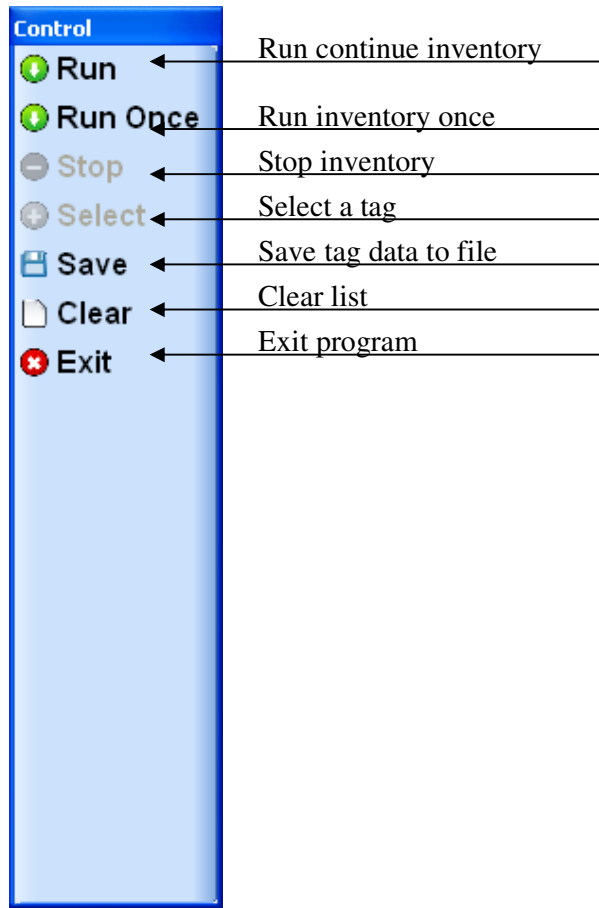 Control
Run
Run continue inventory
Run Once
Run inventory once
Stop
Stop inventory
Select
Select a tag
Save
Save tag data to file
Clear
Clear list
Exit
Exit program